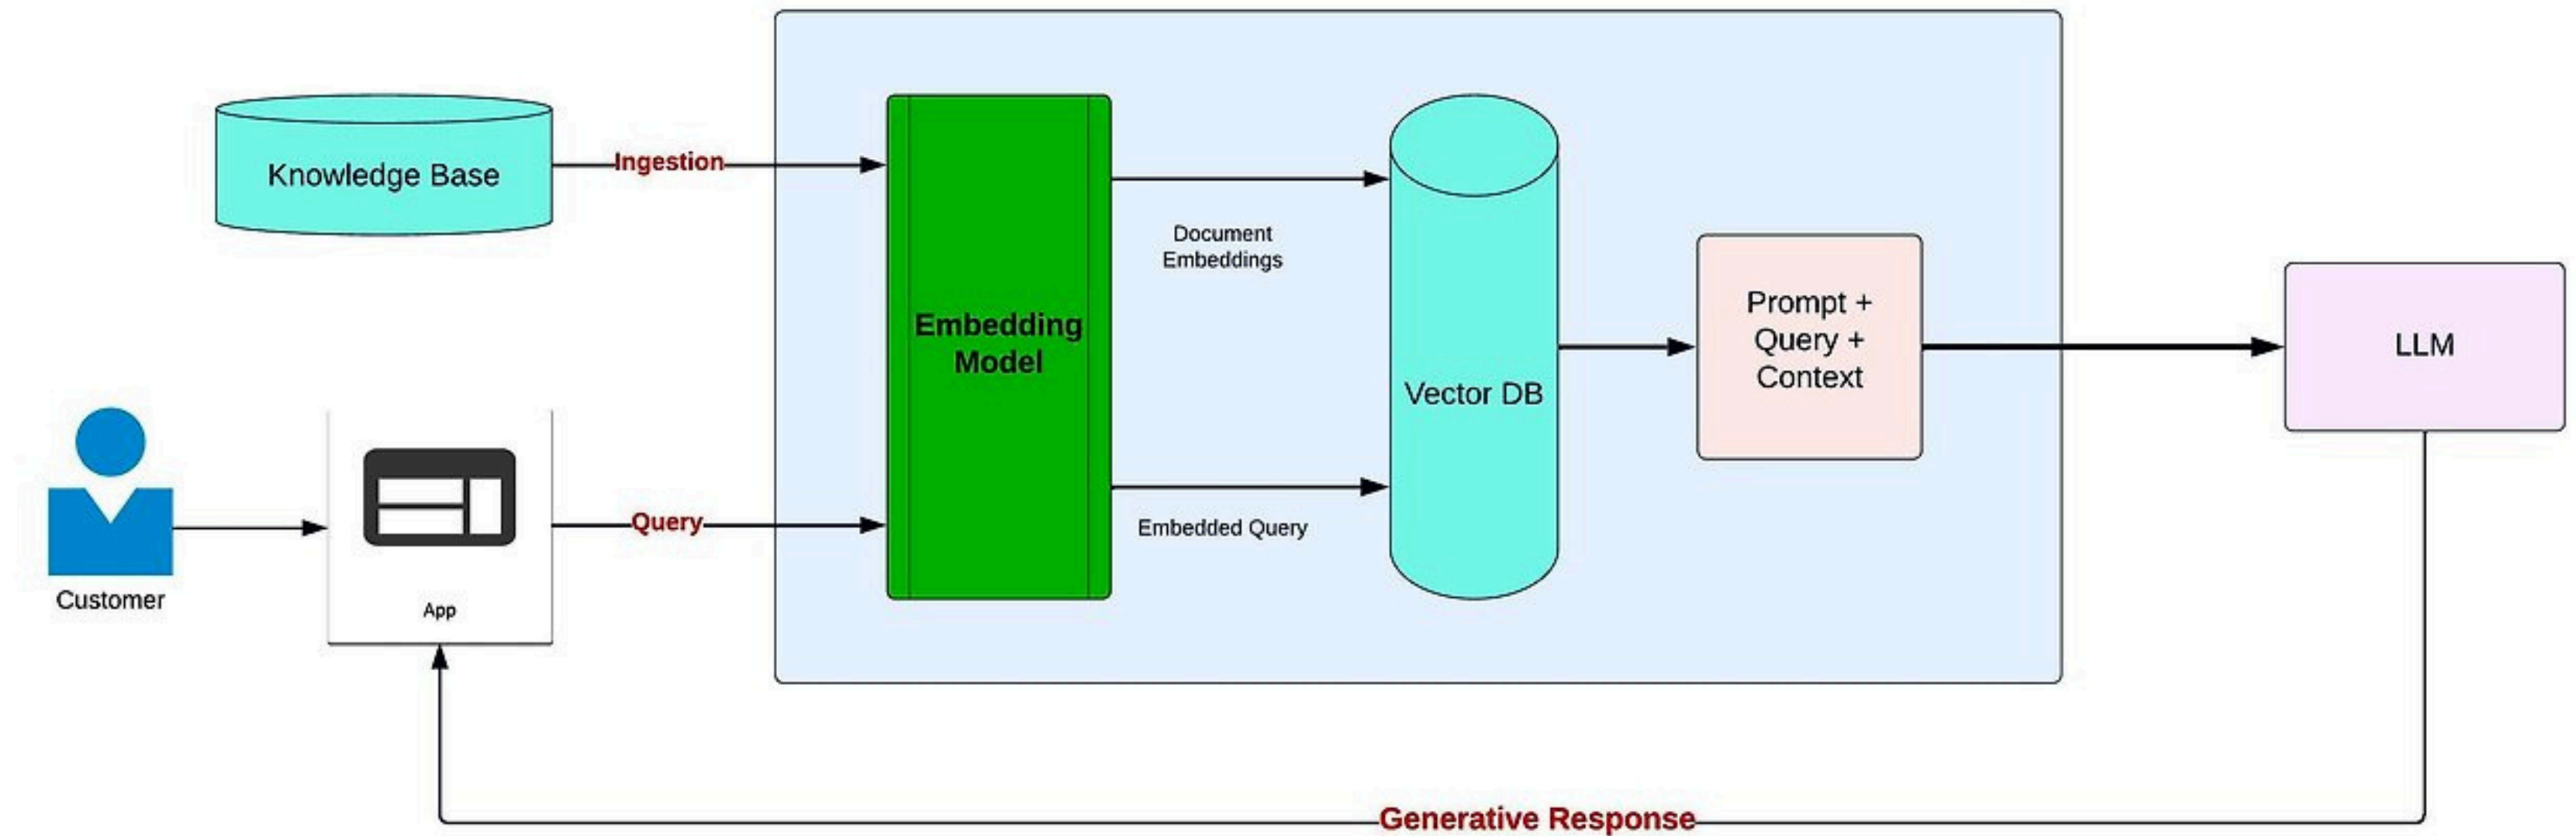 Knowledge Base
Ingestion
Embedding
Model
Document
Embeddings
Vector DB
Prompt +
Query +
Context
LLM
Customer
App
Query
Embedded Query
Generative Response